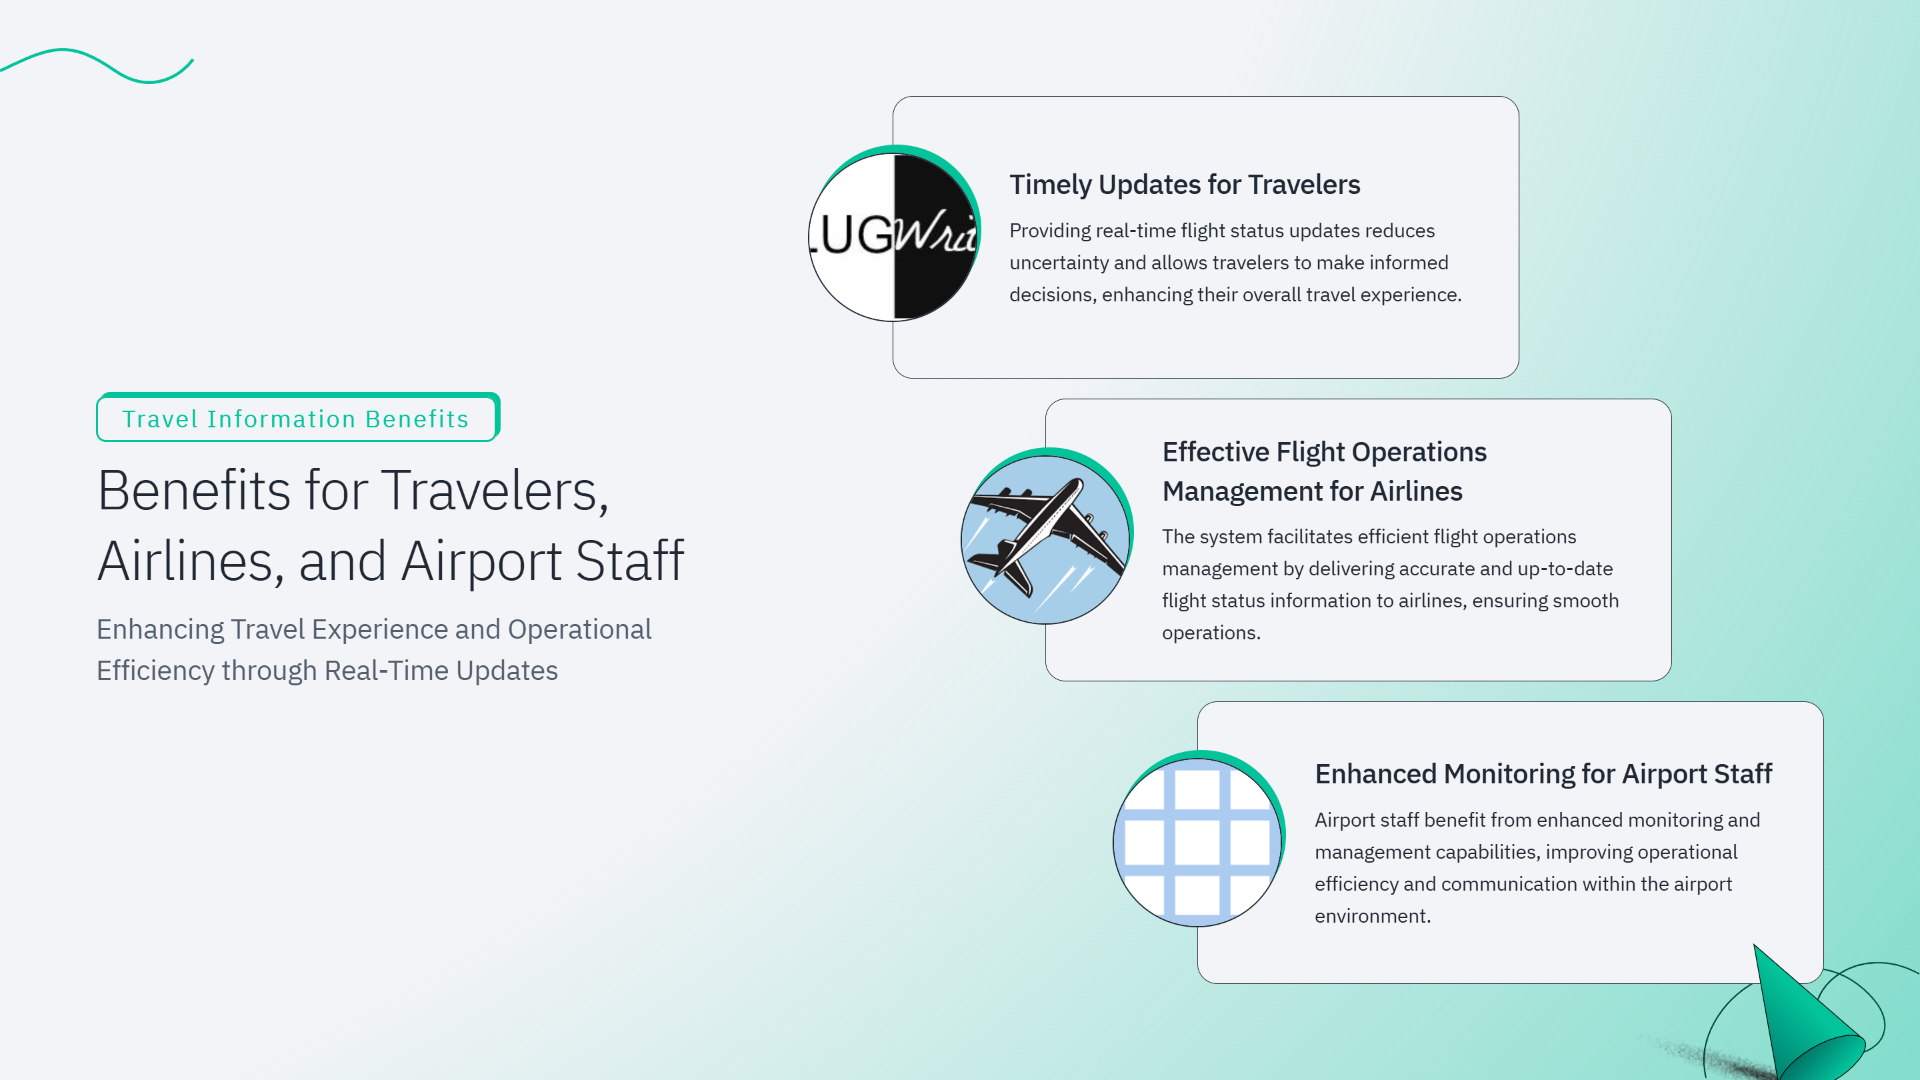 Travel Information Benefits
Benefits for Travelers,
Airlines, and Airport Staff
Enhancing Travel Experience and Operational
Efficiency through Real-Time Updates
UGWrit
Timely Updates for Travelers
Providing real-time flight status updates reduces
uncertainty and allows travelers to make informed
decisions, enhancing their overall travel experience.
Effective Flight Operations
Management for Airlines
The system facilitates efficient flight operations
management by delivering accurate and up-to-date
flight status information to airlines, ensuring smooth
operations.
Enhanced Monitoring for Airport Staff
Airport staff benefit from enhanced monitoring and
management capabilities, improving operational
efficiency and communication within the airport
environment.